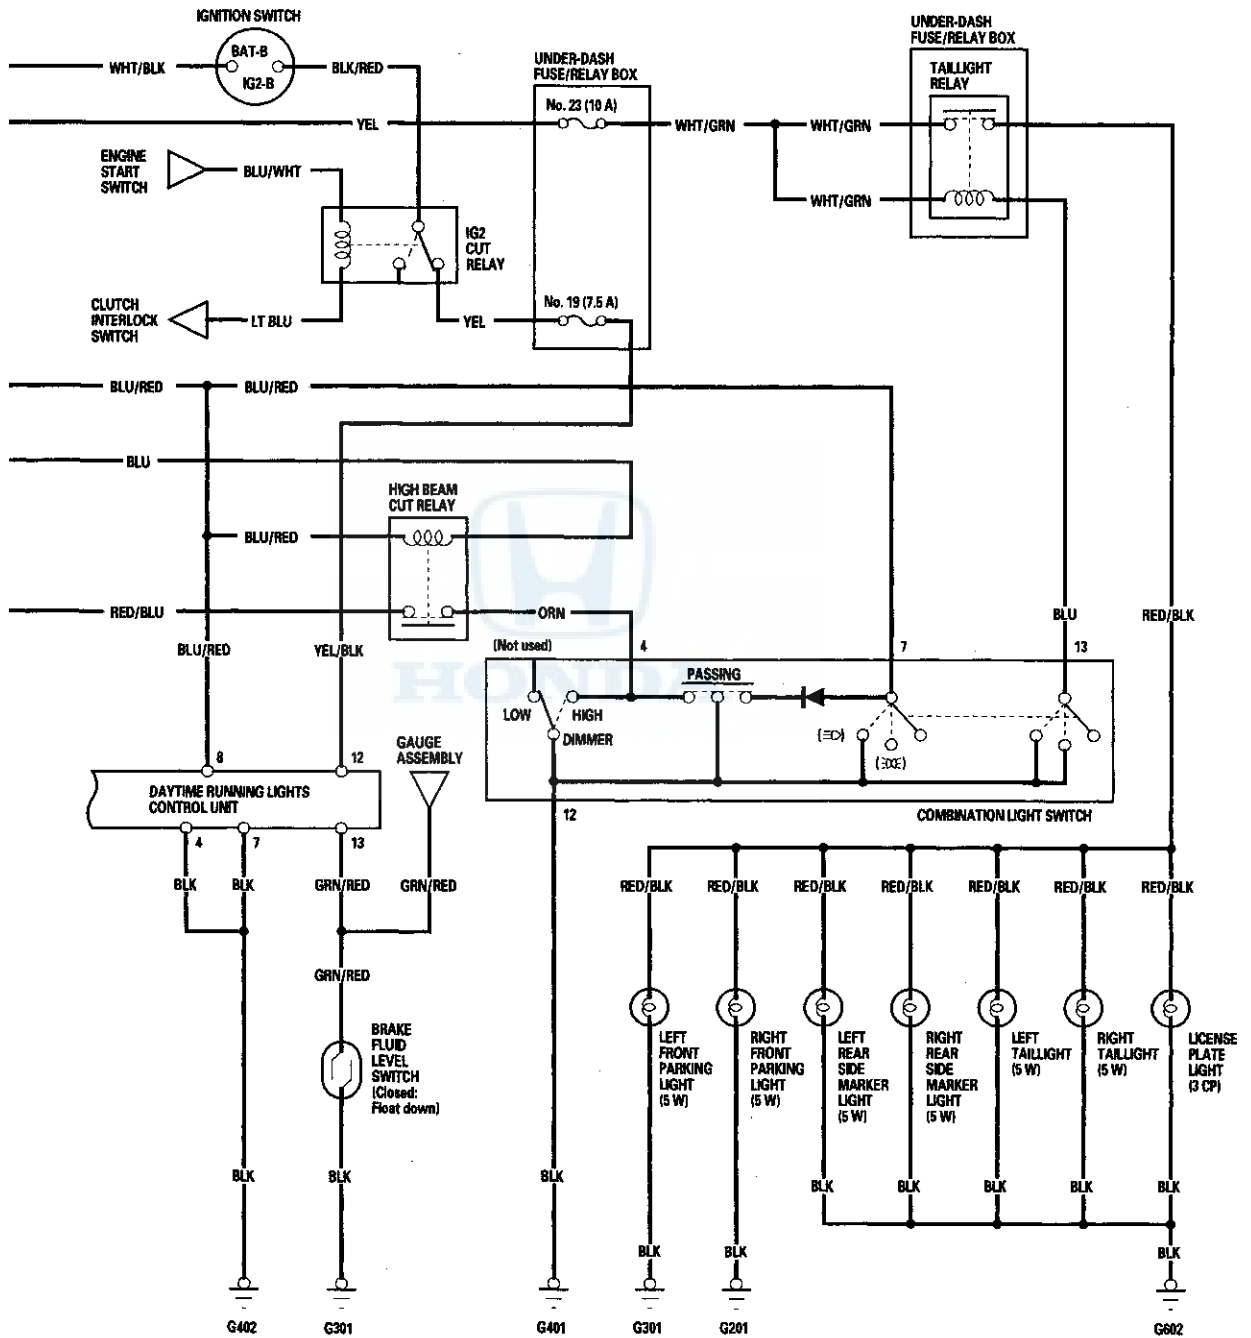 IGNITION SWITCH
BAT-B
IG2-B
WHT/BLK
BLK/RED
UNDER-DASH
FUSE/RELAY BOX
No. 23 (10 A)
UNDER-DASH
FUSE/RELAY BOX
TAILLIGHT
RELAY
YEL
WHT/GRN
WHT/GRN
ENGINE
START
SWITCH
BLU/WHT
WHT/GRN
IG2
CUT
RELAY
CLUTCH
INTERLOCK
SWITCH
LT BLU
YEL
No. 19 (7.5 A)
BLU/RED
BLU/RED
BLU
HIGH BEAM
CUT RELAY
BLU/RED
RED/BLU
ORN
BLU
RED/BLK
BLU/RED
YEL/BLK
(Not used)
4
7
13
HONDA
PASSING
LOW
HIGH
DIMMER
GAUGE
ASSEMBLY
8
12
DAYTIME RUNNING LIGHTS
CONTROL UNIT
12
COMBINATION LIGHT SWITCH
4
7
13
BLK
BLK
GRN/RED
GRN/RED
RED/BLK
RED/BLK
RED/BLK
RED/BLK
RED/BLK
RED/BLK
RED/BLK
GRN/RED
BRAKE
FLUID
LEVEL
SWITCH
(Closed:
Float down)
LEFT
FRONT
PARKING
LIGHT
(5 W)
RIGHT
FRONT
PARKING
LIGHT
(5 W)
LEFT
REAR
SIDE
MARKER
LIGHT
(5 W)
RIGHT
REAR
SIDE
MARKER
LIGHT
(5 W)
LEFT
TAILLIGHT
(5 W)
RIGHT
TAILLIGHT
(5 W)
LICENSE
PLATE
LIGHT
(3 CP)
BLK
BLK
BLK
BLK
BLK
BLK
BLK
BLK
BLK
BLK
BLK
G402
G301
G401
G301
G201
G602